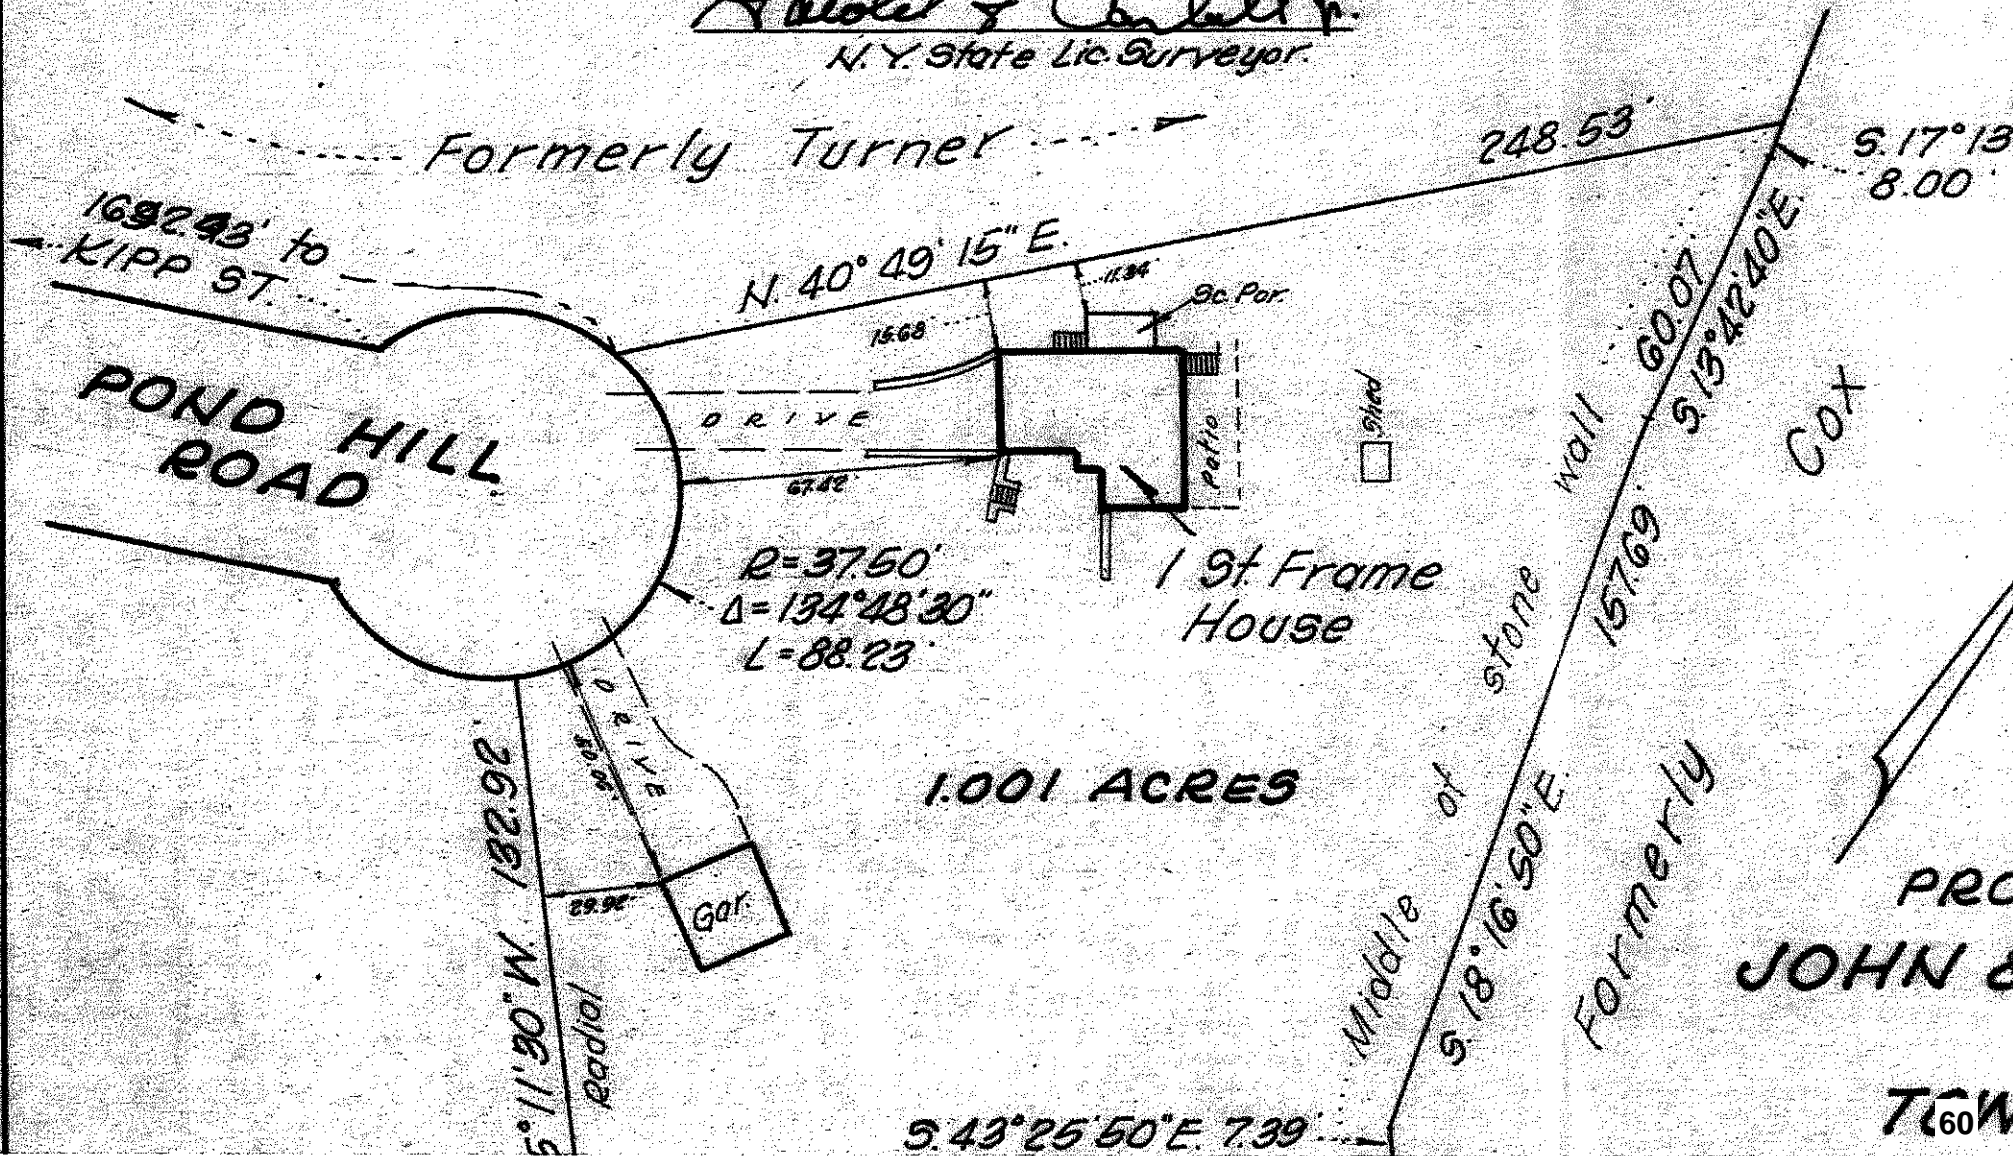 N.Y. State Lic. Surveyor.
Formerly Turner
248.53'
S. 17° 13
8.00'
to
KIPP ST.
N. 40° 49' 15" E.
11.34
Sc. Por.
15.68
60.07
S. 13° 42' 40" E.
POND HILL
ROAD
DRIVE
67.42
Patio
Shed
wall
Cox
R = 37.50'
Δ = 134° 48' 30"
L = 88.23'
1 St. Frame
House
stone
157.69'
DRIVE
80.06'
132.92'
1.001 ACRES
of
S. 18° 16' 50" E.
Formerly
Gar.
Middle
PRO
JOHN &
5° 11' 30" W.
Radial
S. 43° 25' 50" E. 7.39'
TOW
60